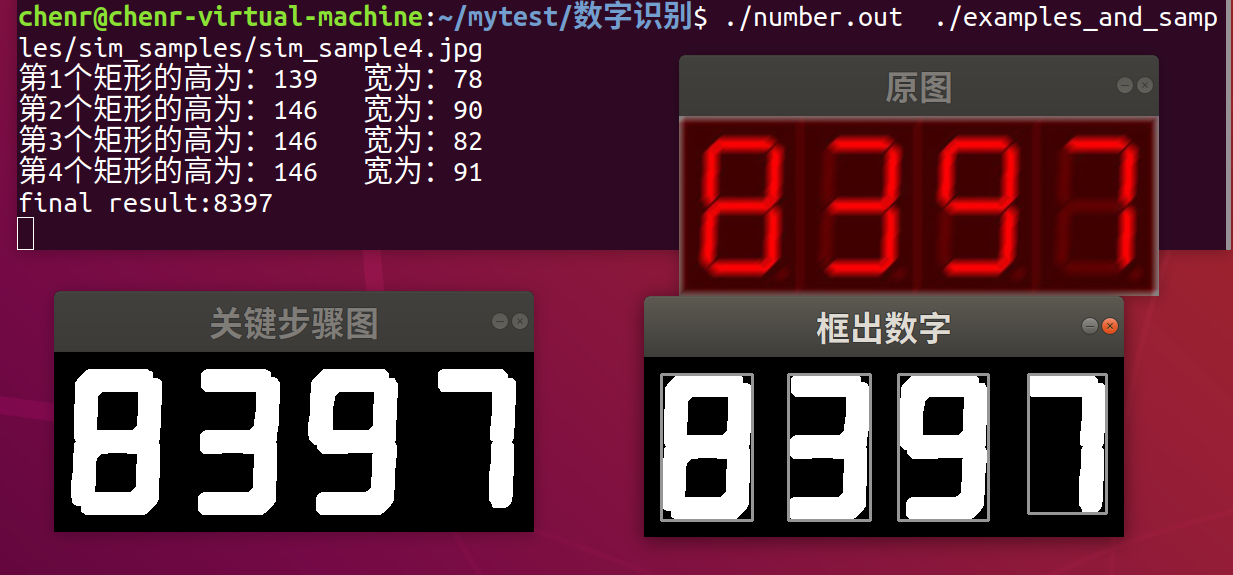 chenr@chenr-virtual-machine:~/mytest/数字识别$ ./number.out  ./examples_and_samp
les/sim_samples/sim_sample4.jpg
第1个矩形的高为：139   宽为：78
第2个矩形的高为：146   宽为：90
第3个矩形的高为：146   宽为：82
第4个矩形的高为：146   宽为：91
final result:8397
原图
8397
关键步骤图
8397
框出数字
8397